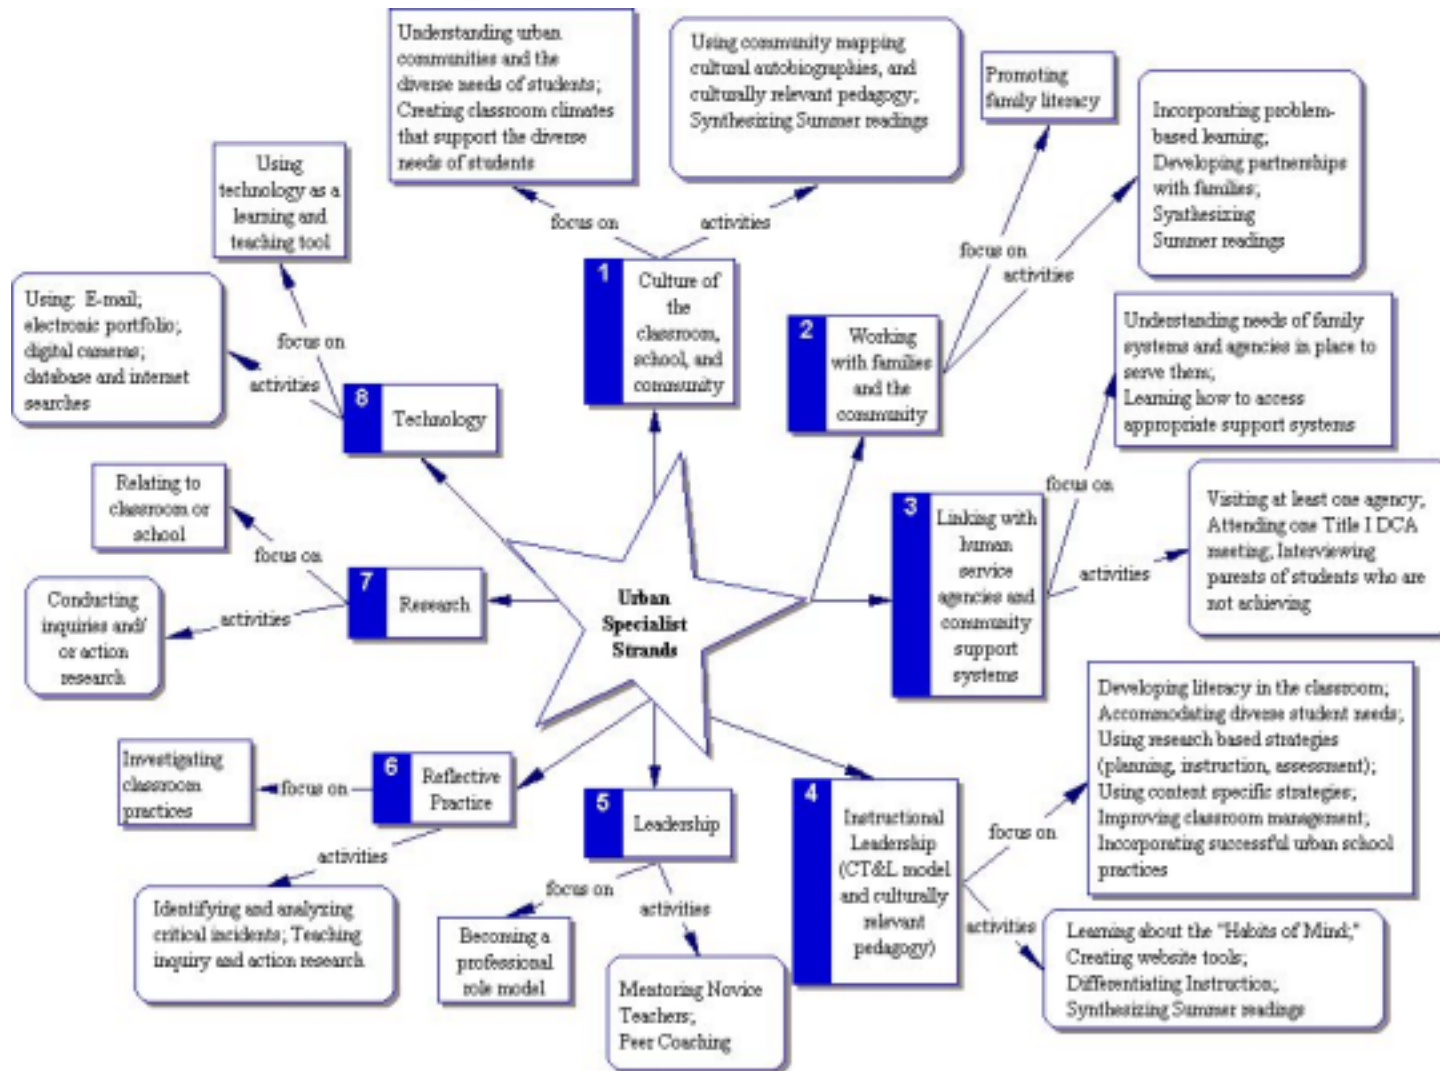 Understanding urban
communities and the
diverse needs of students;
Creating classroom climates
that support the diverse
needs of students
Using community mapping
cultural autobiographies, and
culturally relevant pedagogy;
Synthesizing Summer readings
Promoting
family literacy
Incorporating problem-
based learning;
Developing partnerships
with families;
Synthesizing
Summer readings
Using
technology as a
learning and
teaching tool
focus on
activities
focus on
activities
1
Culture of
the
classroom,
school, and
community
2
Working
with families
and the
community
Using: E-mail;
electronic portfolio;
digital cameras;
database and internet
searches
focus on
activities
8
Technology
Understanding needs of family
systems and agencies in place to
serve them;
Learning how to access
appropriate support systems
focus on
activities
3
Linking with
human
service
agencies and
community
support
systems
Visiting at least one agency;
Attending one Title I DCA
meeting, Interviewing
parents of students who are
not achieving
Relating to
classroom or
school
focus on
activities
7
Research
Conducting
inquiries and/
or action
research
Urban
Specialist
Strands
Developing literacy in the classroom;
Accommodating diverse student needs;
Using research based strategies
(planning, instruction, assessment);
Using content specific strategies;
Improving classroom management;
Incorporating successful urban school
practices
focus on
activities
4
Instructional
Leadership
(CT&L model
and culturally
relevant
pedagogy)
Learning about the "Habits of Mind;"
Creating website tools;
Differentiating Instruction;
Synthesizing Summer readings
5
Leadership
focus on
activities
Becoming a
professional
role model
Mentoring Novice
Teachers;
Peer Coaching
6
Reflective
Practice
focus on
activities
Investigating
classroom
practices
Identifying and analyzing
critical incidents; Teaching
inquiry and action research